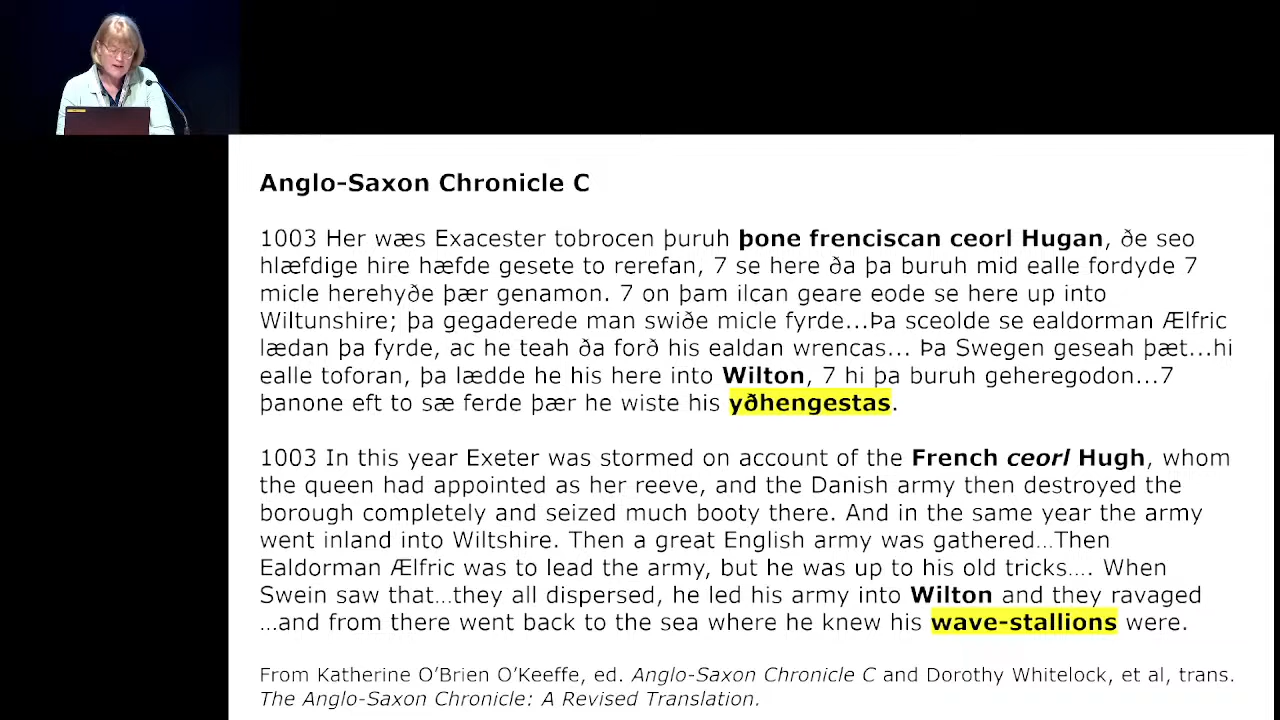 Anglo-Saxon Chronicle C
1003 Her wæs Exacester tobrocen þuruh þone frenciscan ceorl Hugan, ðe seo
hlæfdige hire hæfde gesete to rerefan, 7 se here ða þa buruh mid ealle fordyde 7
micle herehyðe þær genamon. 7 on þam ilcan geare eode se here up into
Wiltunshire; þa gegaderede man swiðe micle fyrde...Þa sceolde se ealdorman Ælfric
lædan þa fyrde, ac he teah ða forð his ealdan wrencas... Þa Swegen geseah þæt...hi
ealle toforan, þa lædde he his here into Wilton, 7 hi þa buruh geheregodon...7
þanone eft to sæ ferde þær he wiste his yðhengestas.
1003 In this year Exeter was stormed on account of the French ceorl Hugh, whom
the queen had appointed as her reeve, and the Danish army then destroyed the
borough completely and seized much booty there. And in the same year the army
went inland into Wiltshire. Then a great English army was gathered…Then
Ealdorman Ælfric was to lead the army, but he was up to his old tricks…. When
Swein saw that…they all dispersed, he led his army into Wilton and they ravaged
…and from there went back to the sea where he knew his wave-stallions were.
From Katherine O’Brien O’Keeffe, ed. Anglo-Saxon Chronicle C and Dorothy Whitelock, et al, trans.
The Anglo-Saxon Chronicle: A Revised Translation.